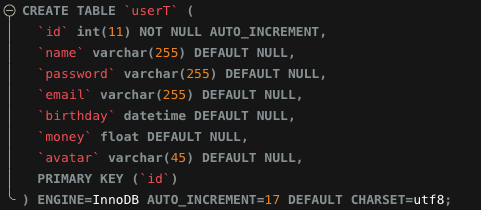 CREATE TABLE `userT` (
`id` int(11) NOT NULL AUTO_INCREMENT,
`name` varchar(255) DEFAULT NULL,
`password` varchar(255) DEFAULT NULL,
`email` varchar(255) DEFAULT NULL,
`birthday` datetime DEFAULT NULL,
`money` float DEFAULT NULL,
`avatar` varchar(45) DEFAULT NULL,
PRIMARY KEY (`id`)
) ENGINE=InnoDB AUTO_INCREMENT=17 DEFAULT CHARSET=utf8;